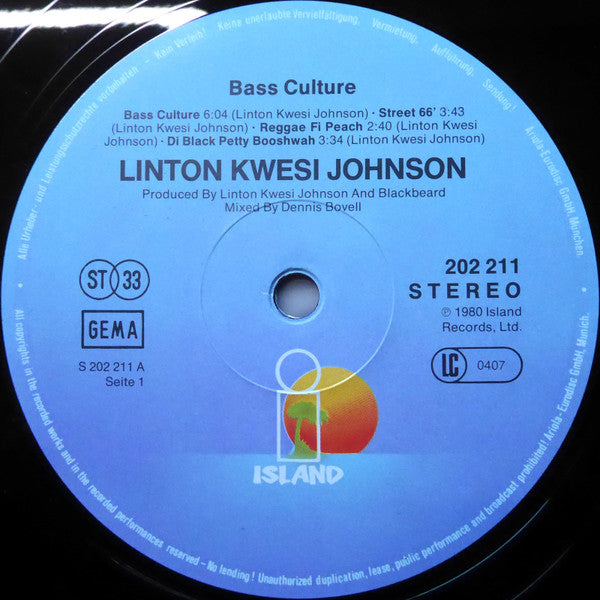 Alle Urheber- und Leistungsschutzrechte vorbehalten - Kein Verleih! - Keine unerlaubte Vervielfältigung, Vermietung, Aufführung, Sendung! Ariola-Eurodisc GmbH, München.
Bass Culture
Bass Culture 6:04 (Linton Kwesi Johnson) · Street 66' 3:43
(Linton Kwesi Johnson) · Reggae Fi Peach 2:40 (Linton Kwesi
Johnson) · Di Black Petty Booshwah 3:34 (Linton Kwesi Johnson)
LINTON KWESI JOHNSON
Produced By Linton Kwesi Johnson And Blackbeard
Mixed By Dennis Bovell
ST 33
GEMA
S 202 211 A
Seite 1
202 211
STEREO
℗ 1980 Island
Records, Ltd.
LC 0407
i
ISLAND
All copyrights in the recorded works and in the recorded performances reserved - No lending! Unauthorized duplication, lease, public performance and broadcast prohibited! Ariola-Eurodisc GmbH, Munich.